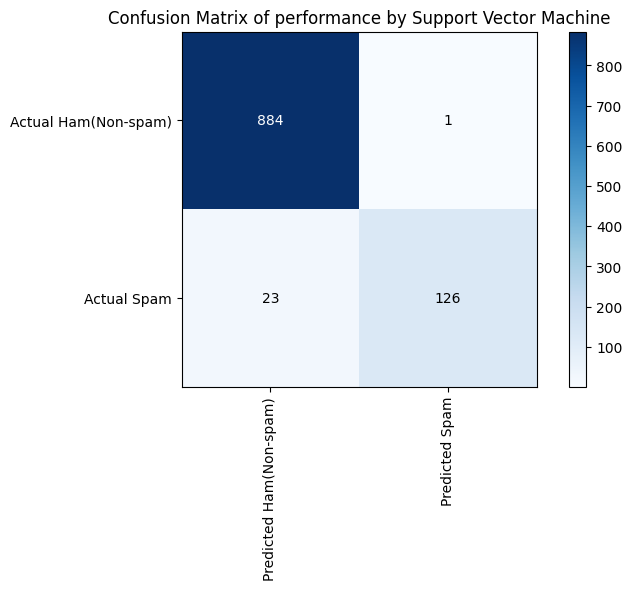 Confusion Matrix of performance by Support Vector Machine
Actual Ham(Non-spam)
884
1
Actual Spam
23
126
Predicted Ham(Non-spam)
Predicted Spam
800
700
600
500
400
300
200
100